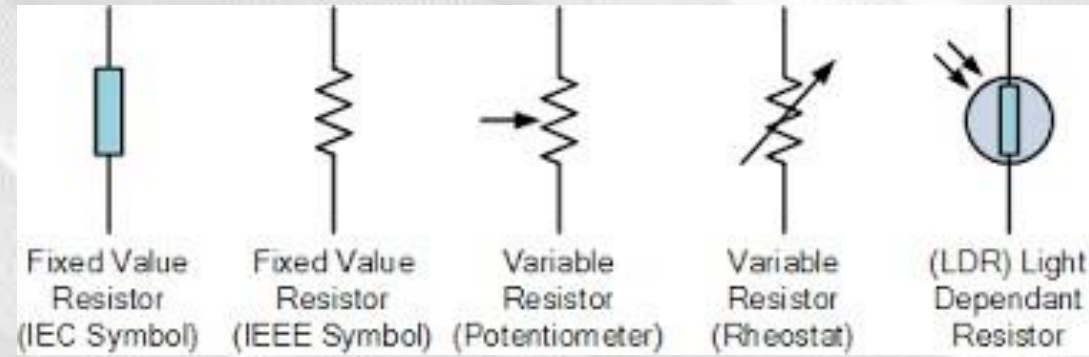 Fixed Value
Resistor
(IEC Symbol)
Fixed Value
Resistor
(IEEE Symbol)
Variable
Resistor
(Potentiometer)
Variable
Resistor
(Rheostat)
(LDR) Light
Dependant
Resistor